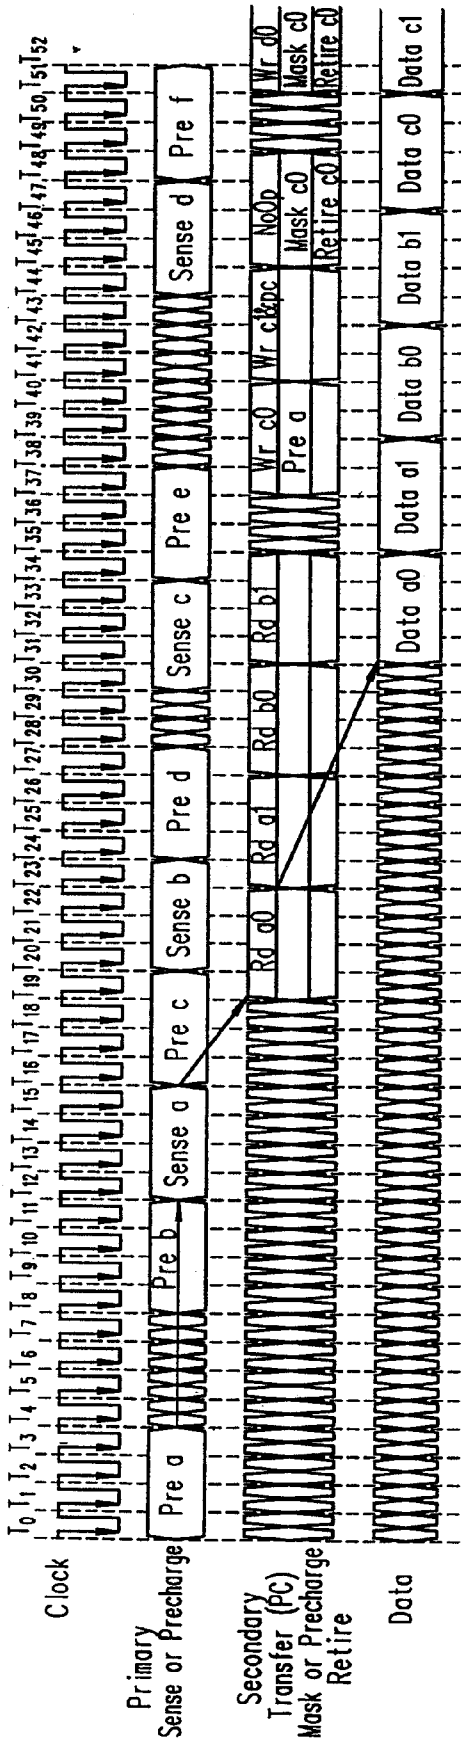 T0 T1 T2 T3 T4 T5 T6 T7 T8 T9 T10 T11 T12 T13 T14 T15 T16 T17 T18 T19 T20 T21 T22 T23 T24 T25 T26 T27 T28 T29 T30 T31 T32 T33 T34 T35 T36 T37 T38 T39 T40 T41 T42 T43 T44 T45 T46 T47 T48 T49 T50 T51 T52
Clock
Primary
Sense or Precharge
Pre a Pre b Sense a Pre c Sense b Pre d Sense c Pre e Sense d Pre f
Secondary
Transfer (PC)
Mask or Precharge
Retire
Rd a0 Rd a1 Rd b0 Rd b1 Wr c0 Wr c1&pc NoOp Wr d0
Pre a Mask c0 Mask c0
Retire c0 Retire c0
Data
Data a0 Data a1 Data b0 Data b1 Data c0 Data c1